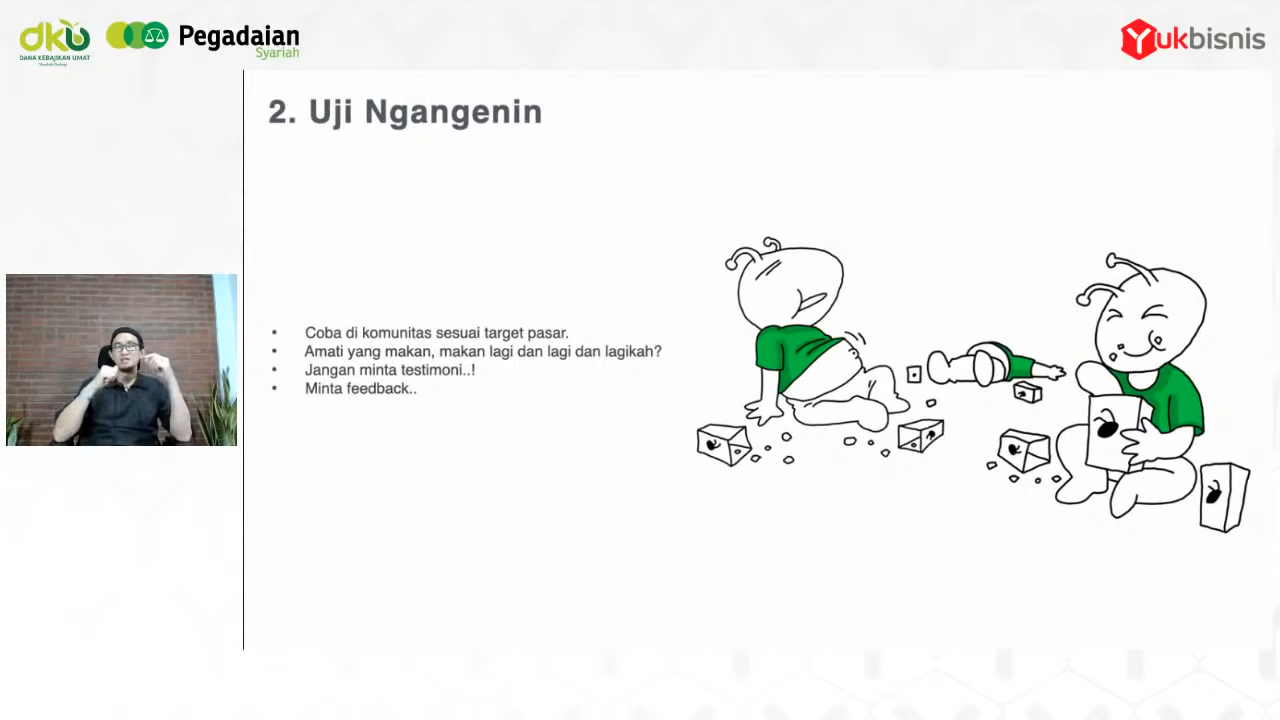 dku
DANA KEBAJIKAN UMAT
Pegadaian
Syariah
Yukbisnis
2. Uji Ngangenin
• Coba di komunitas sesuai target pasar.
• Amati yang makan, makan lagi dan lagi dan lagikah?
• Jangan minta testimoni..!
• Minta feedback..